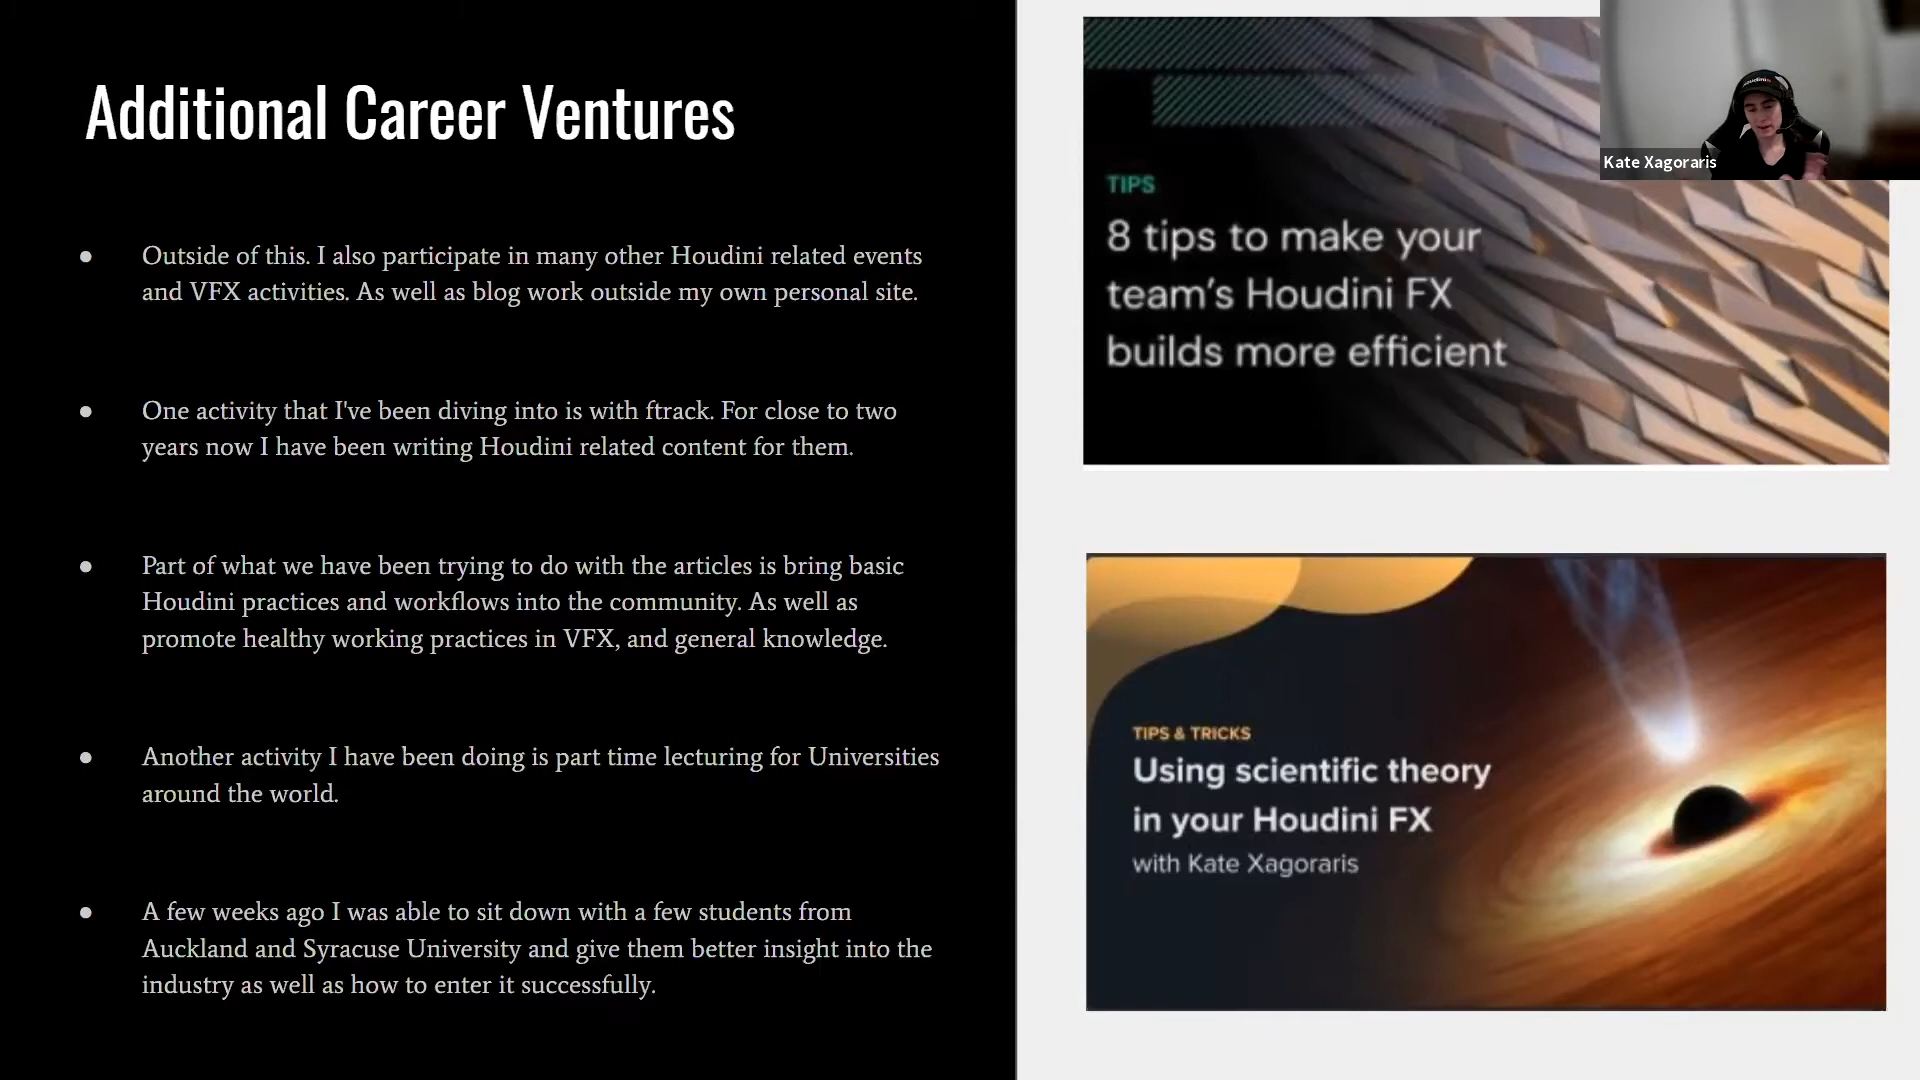 Additional Career Ventures
● Outside of this. I also participate in many other Houdini related events
and VFX activities. As well as blog work outside my own personal site.
● One activity that I've been diving into is with ftrack. For close to two
years now I have been writing Houdini related content for them.
● Part of what we have been trying to do with the articles is bring basic
Houdini practices and workflows into the community. As well as
promote healthy working practices in VFX, and general knowledge.
● Another activity I have been doing is part time lecturing for Universities
around the world.
● A few weeks ago I was able to sit down with a few students from
Auckland and Syracuse University and give them better insight into the
industry as well as how to enter it successfully.
TIPS
8 tips to make your
team’s Houdini FX
builds more efficient
Kate Xagoraris
TIPS & TRICKS
Using scientific theory
in your Houdini FX
with Kate Xagoraris